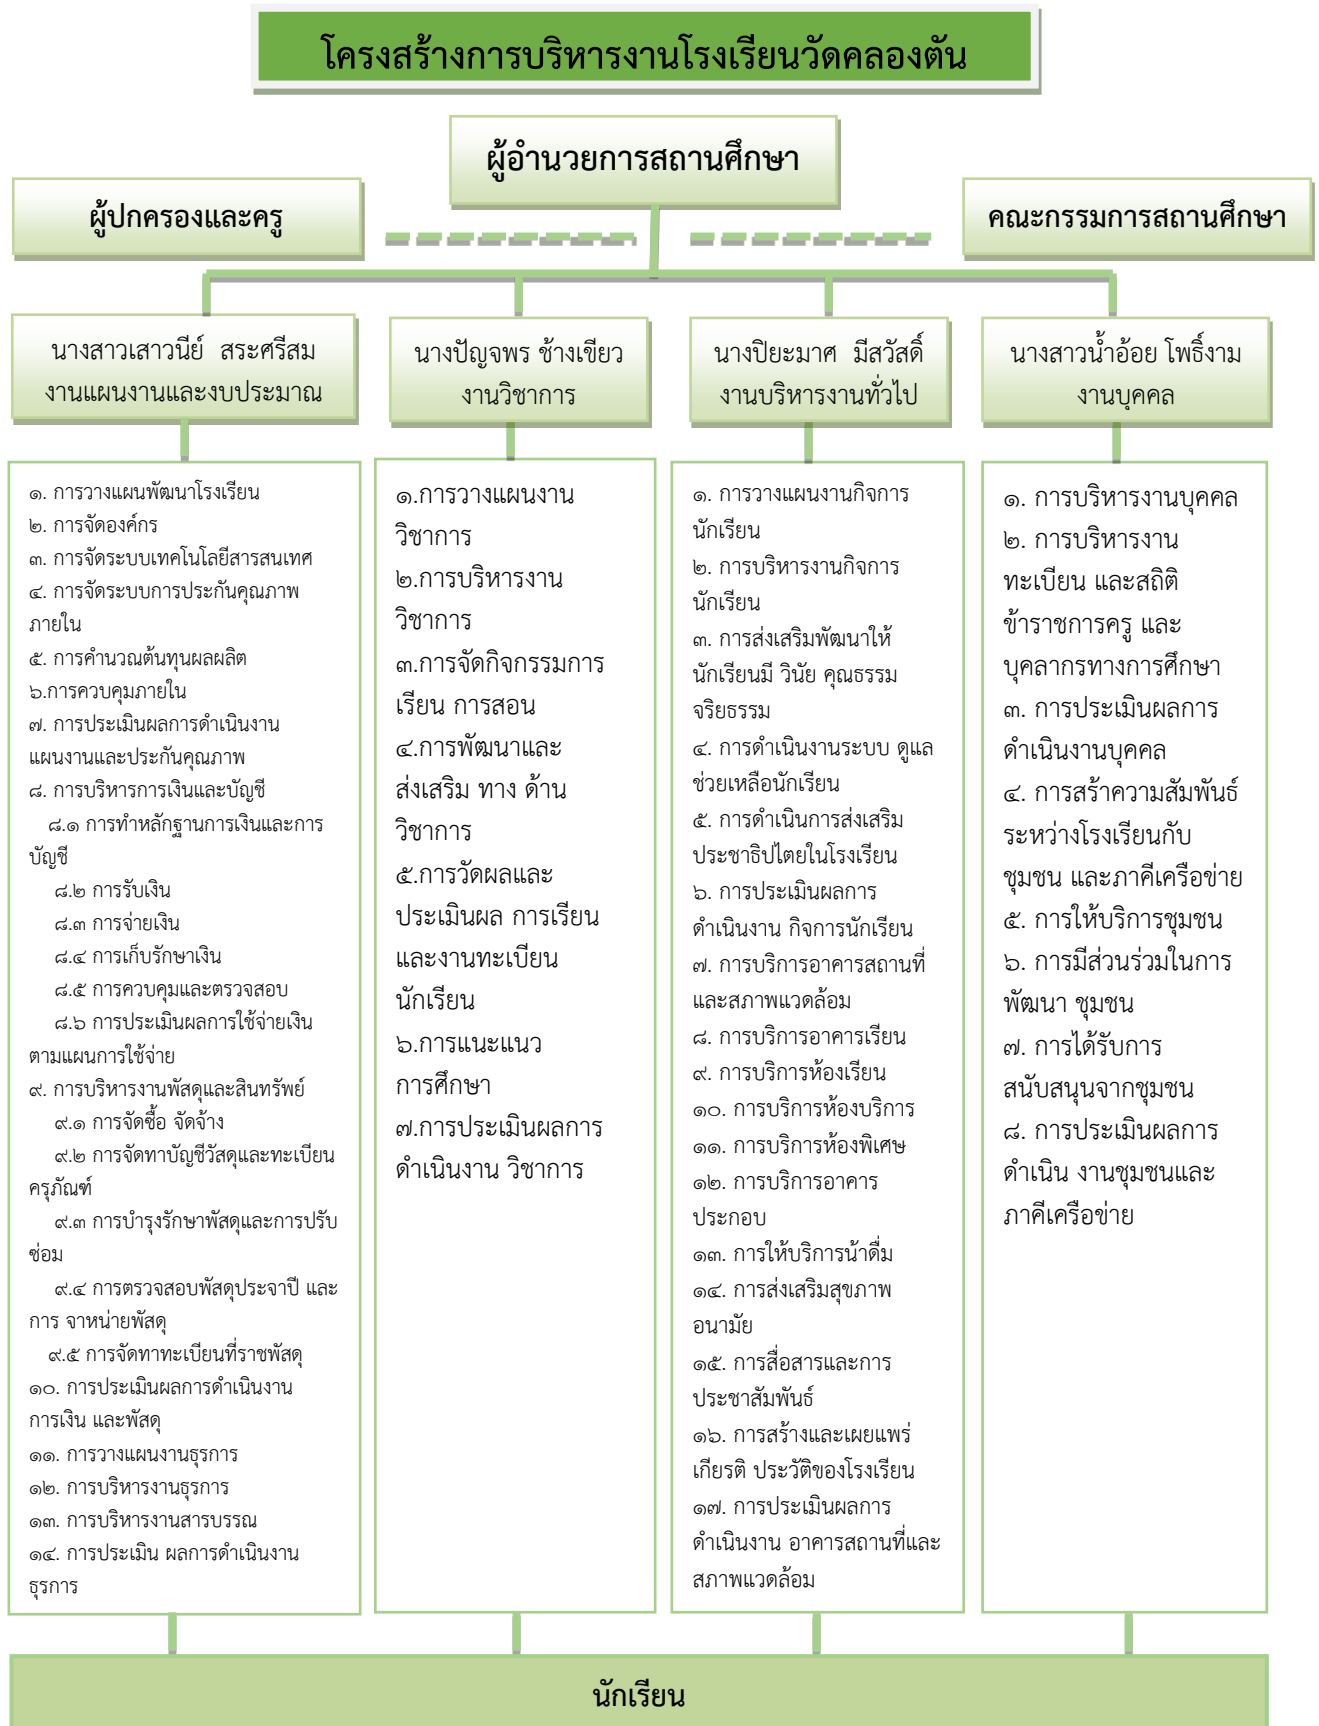 โครงสร้างการบริหารงานโรงเรียนวัดคลองตัน
ผู้อำนวยการสถานศึกษา
ผู้ปกครองและครู
คณะกรรมการสถานศึกษา
นางสาวเสาวนีย์ สระศรีสม
งานแผนงานและงบประมาณ
นางปัญจพร ช้างเขียว
งานวิชาการ
นางปิยะมาศ มีสวัสดิ์
งานบริหารงานทั่วไป
นางสาวน้ำอ้อย โพธิ์งาม
งานบุคคล
๑. การวางแผนพัฒนาโรงเรียน
๒. การจัดองค์กร
๓. การจัดระบบเทคโนโลยีสารสนเทศ
๔. การจัดระบบการประกันคุณภาพ
ภายใน
๕. การคำนวณต้นทุนผลผลิต
๖.การควบคุมภายใน
๗. การประเมินผลการดำเนินงาน
แผนงานและประกันคุณภาพ
๘. การบริหารการเงินและบัญชี
๘.๑ การทำหลักฐานการเงินและการ
บัญชี
๘.๒ การรับเงิน
๘.๓ การจ่ายเงิน
๘.๔ การเก็บรักษาเงิน
๘.๕ การควบคุมและตรวจสอบ
๘.๖ การประเมินผลการใช้จ่ายเงิน
ตามแผนการใช้จ่าย
๙. การบริหารงานพัสดุและสินทรัพย์
๙.๑ การจัดซื้อ จัดจ้าง
๙.๒ การจัดทาบัญชีวัสดุและทะเบียน
ครุภัณฑ์
๙.๓ การบำรุงรักษาพัสดุและการปรับ
ซ่อม
๙.๔ การตรวจสอบพัสดุประจาปี และ
การ จาหน่ายพัสดุ
๙.๕ การจัดทาทะเบียนที่ราชพัสดุ
๑๐. การประเมินผลการดำเนินงาน
การเงิน และพัสดุ
๑๑. การวางแผนงานธุรการ
๑๒. การบริหารงานธุรการ
๑๓. การบริหารงานสารบรรณ
๑๔. การประเมิน ผลการดำเนินงาน
ธุรการ
๑.การวางแผนงาน
วิชาการ
๒.การบริหารงาน
วิชาการ
๓.การจัดกิจกรรมการ
เรียน การสอน
๔.การพัฒนาและ
ส่งเสริม ทาง ด้าน
วิชาการ
๕.การวัดผลและ
ประเมินผล การเรียน
และงานทะเบียน
นักเรียน
๖.การแนะแนว
การศึกษา
๗.การประเมินผลการ
ดำเนินงาน วิชาการ
๑. การวางแผนงานกิจการ
นักเรียน
๒. การบริหารงานกิจการ
นักเรียน
๓. การส่งเสริมพัฒนาให้
นักเรียนมี วินัย คุณธรรม
จริยธรรม
๔. การดำเนินงานระบบ ดูแล
ช่วยเหลือนักเรียน
๕. การดำเนินการส่งเสริม
ประชาธิปไตยในโรงเรียน
๖. การประเมินผลการ
ดำเนินงาน กิจการนักเรียน
๗. การบริการอาคารสถานที่
และสภาพแวดล้อม
๘. การบริการอาคารเรียน
๙. การบริการห้องเรียน
๑๐. การบริการห้องบริการ
๑๑. การบริการห้องพิเศษ
๑๒. การบริการอาคาร
ประกอบ
๑๓. การให้บริการน้าดื่ม
๑๔. การส่งเสริมสุขภาพ
อนามัย
๑๕. การสื่อสารและการ
ประชาสัมพันธ์
๑๖. การสร้างและเผยแพร่
เกียรติ ประวัติของโรงเรียน
๑๗. การประเมินผลการ
ดำเนินงาน อาคารสถานที่และ
สภาพแวดล้อม
๑. การบริหารงานบุคคล
๒. การบริหารงาน
ทะเบียน และสถิติ
ข้าราชการครู และ
บุคลากรทางการศึกษา
๓. การประเมินผลการ
ดำเนินงานบุคคล
๔. การสร้าความสัมพันธ์
ระหว่างโรงเรียนกับ
ชุมชน และภาคีเครือข่าย
๕. การให้บริการชุมชน
๖. การมีส่วนร่วมในการ
พัฒนา ชุมชน
๗. การได้รับการ
สนับสนุนจากชุมชน
๘. การประเมินผลการ
ดำเนิน งานชุมชนและ
ภาคีเครือข่าย
นักเรียน